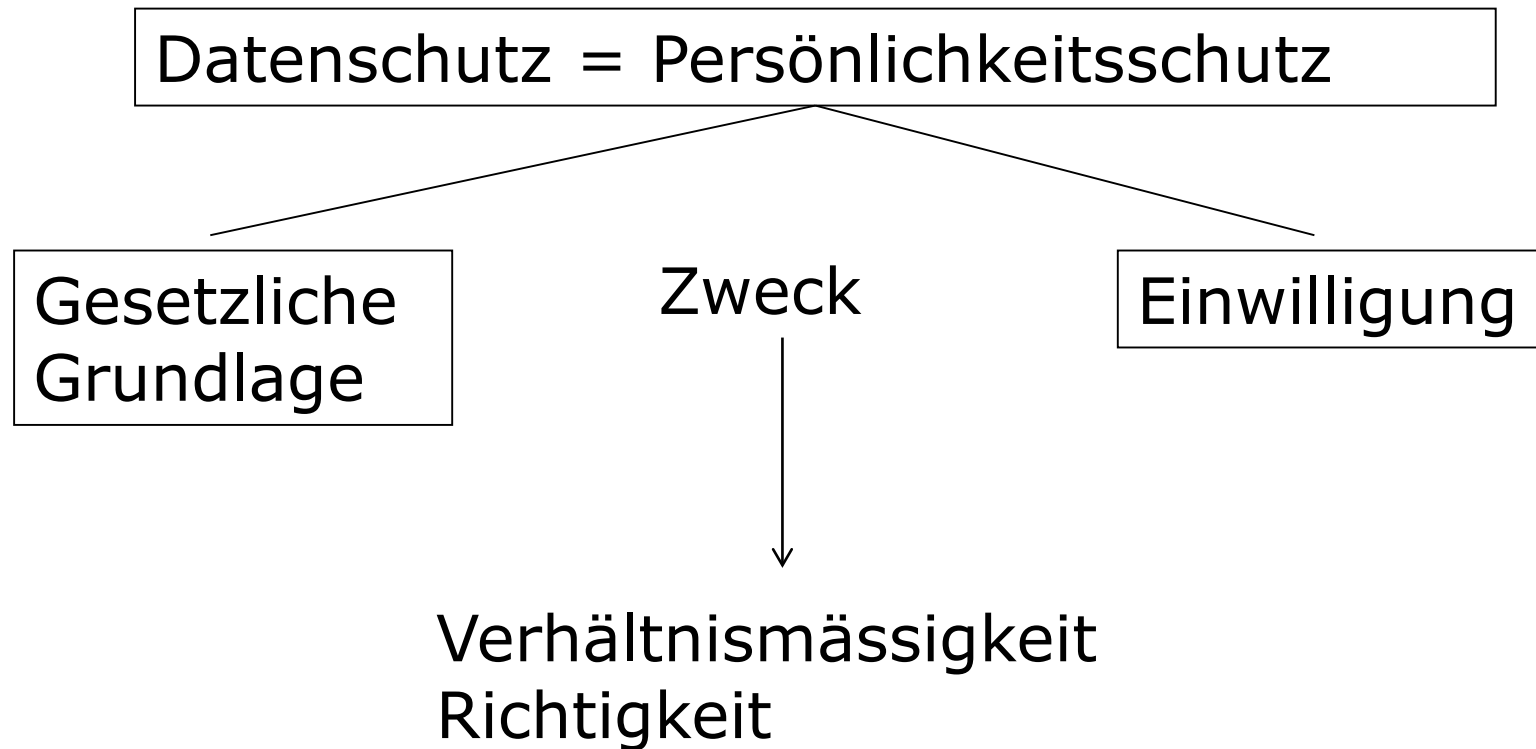 Datenschutz = Persönlichkeitsschutz
Gesetzliche
Grundlage
Zweck
Einwilligung
Verhältnismässigkeit
Richtigkeit